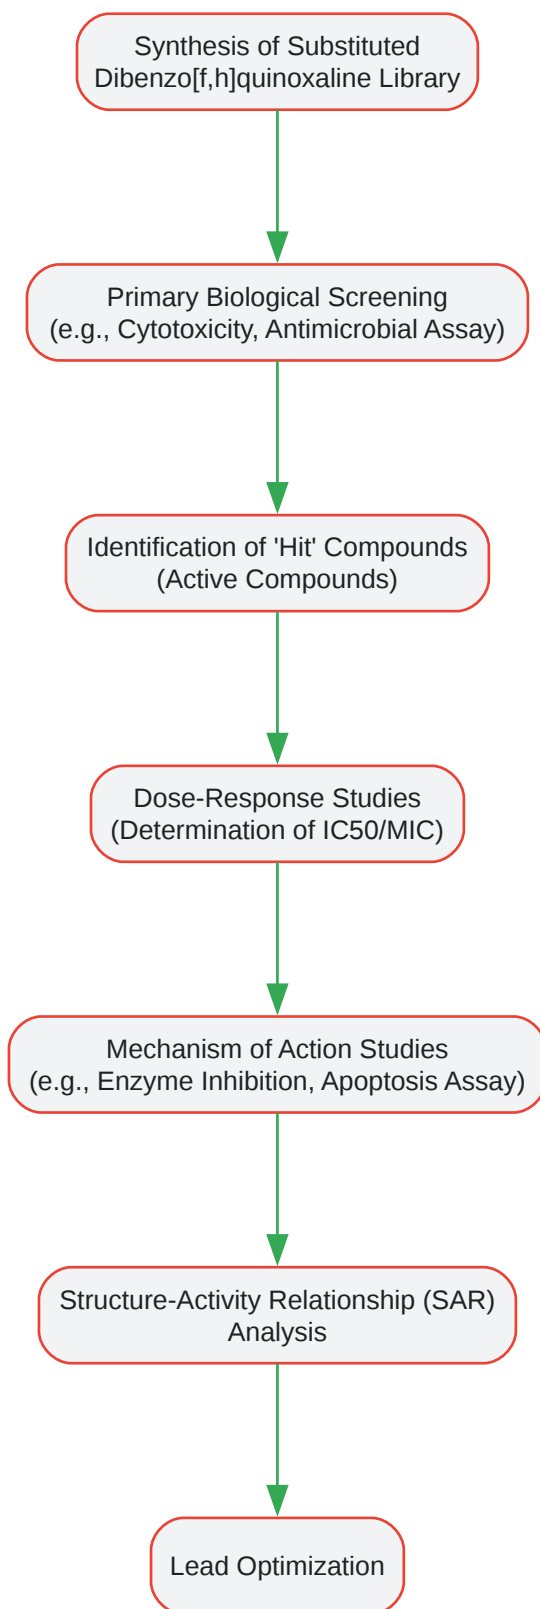 Synthesis of Substituted
Dibenzo[f,h]quinoxaline Library
Primary Biological Screening
(e.g., Cytotoxicity, Antimicrobial Assay)
Identification of 'Hit' Compounds
(Active Compounds)
Dose-Response Studies
(Determination of IC50/MIC)
Mechanism of Action Studies
(e.g., Enzyme Inhibition, Apoptosis Assay)
Structure-Activity Relationship (SAR)
Analysis
Lead Optimization